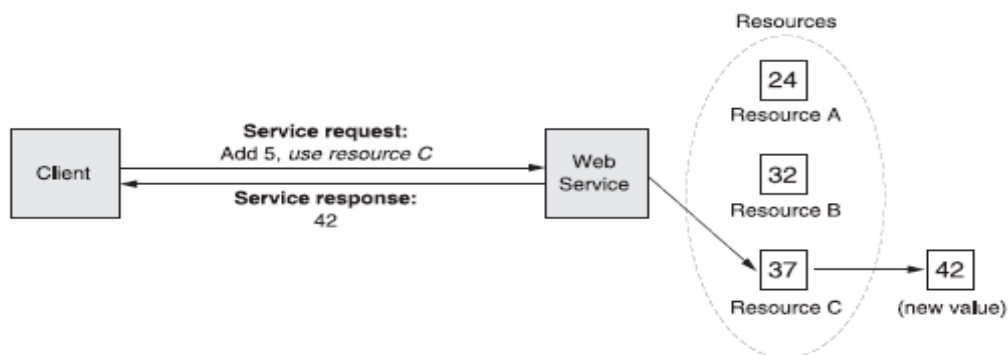 Resources
24
Resource A
Service request:
Add 5, use resource C
Client
Web
Service
32
Resource B
Service response:
42
37
Resource C
42
(new value)